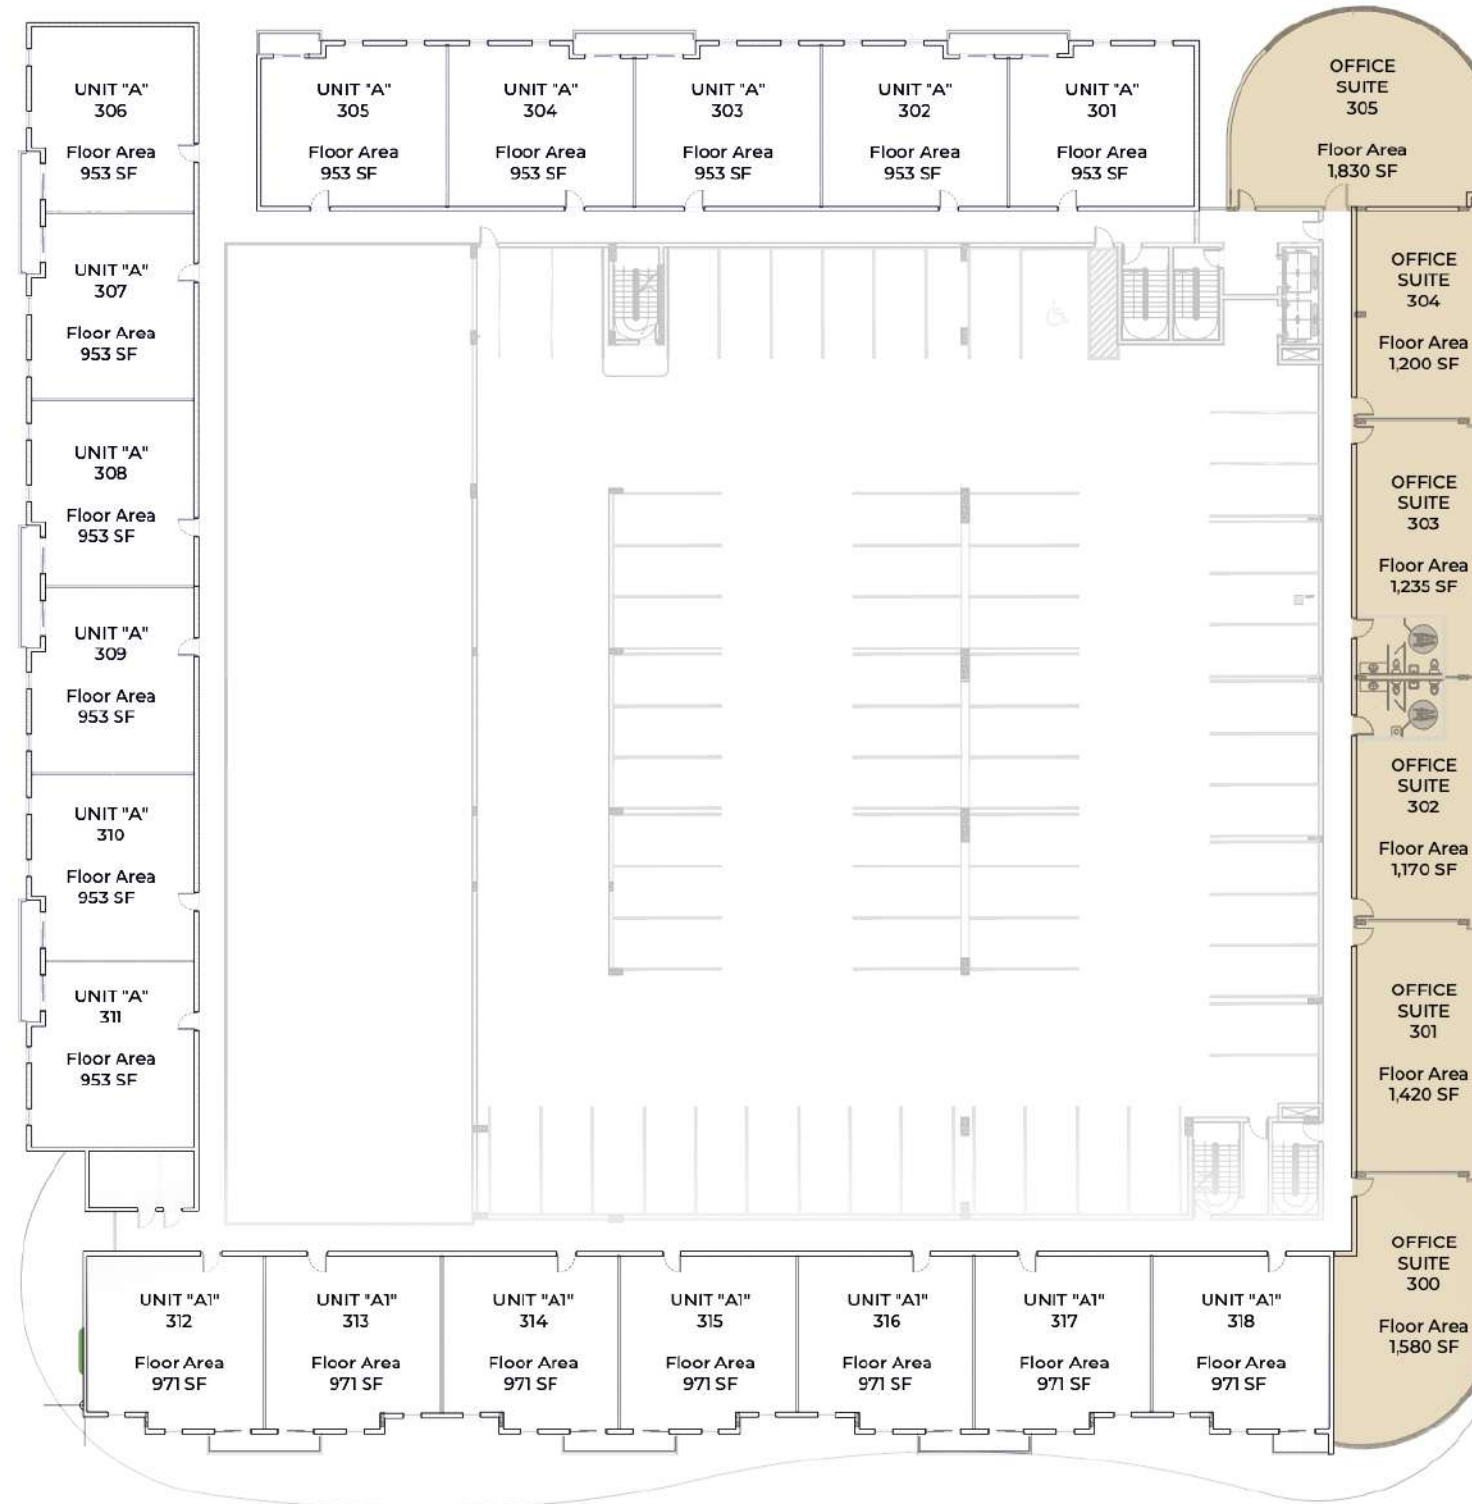 UNIT "A"
306
Floor Area
953 SF
UNIT "A"
305
Floor Area
953 SF
UNIT "A"
304
Floor Area
953 SF
UNIT "A"
303
Floor Area
953 SF
UNIT "A"
302
Floor Area
953 SF
UNIT "A"
301
Floor Area
953 SF
OFFICE
SUITE
305
Floor Area
1,830 SF
UNIT "A"
307
Floor Area
953 SF
OFFICE
SUITE
304
Floor Area
1,200 SF
UNIT "A"
308
Floor Area
953 SF
OFFICE
SUITE
303
Floor Area
1,235 SF
UNIT "A"
309
Floor Area
953 SF
OFFICE
SUITE
302
Floor Area
1,170 SF
UNIT "A"
310
Floor Area
953 SF
UNIT "A"
311
Floor Area
953 SF
OFFICE
SUITE
301
Floor Area
1,420 SF
OFFICE
SUITE
300
Floor Area
1,580 SF
UNIT "A1"
312
Floor Area
971 SF
UNIT "A1"
313
Floor Area
971 SF
UNIT "A1"
314
Floor Area
971 SF
UNIT "A1"
315
Floor Area
971 SF
UNIT "A1"
316
Floor Area
971 SF
UNIT "A1"
317
Floor Area
971 SF
UNIT "A1"
318
Floor Area
971 SF